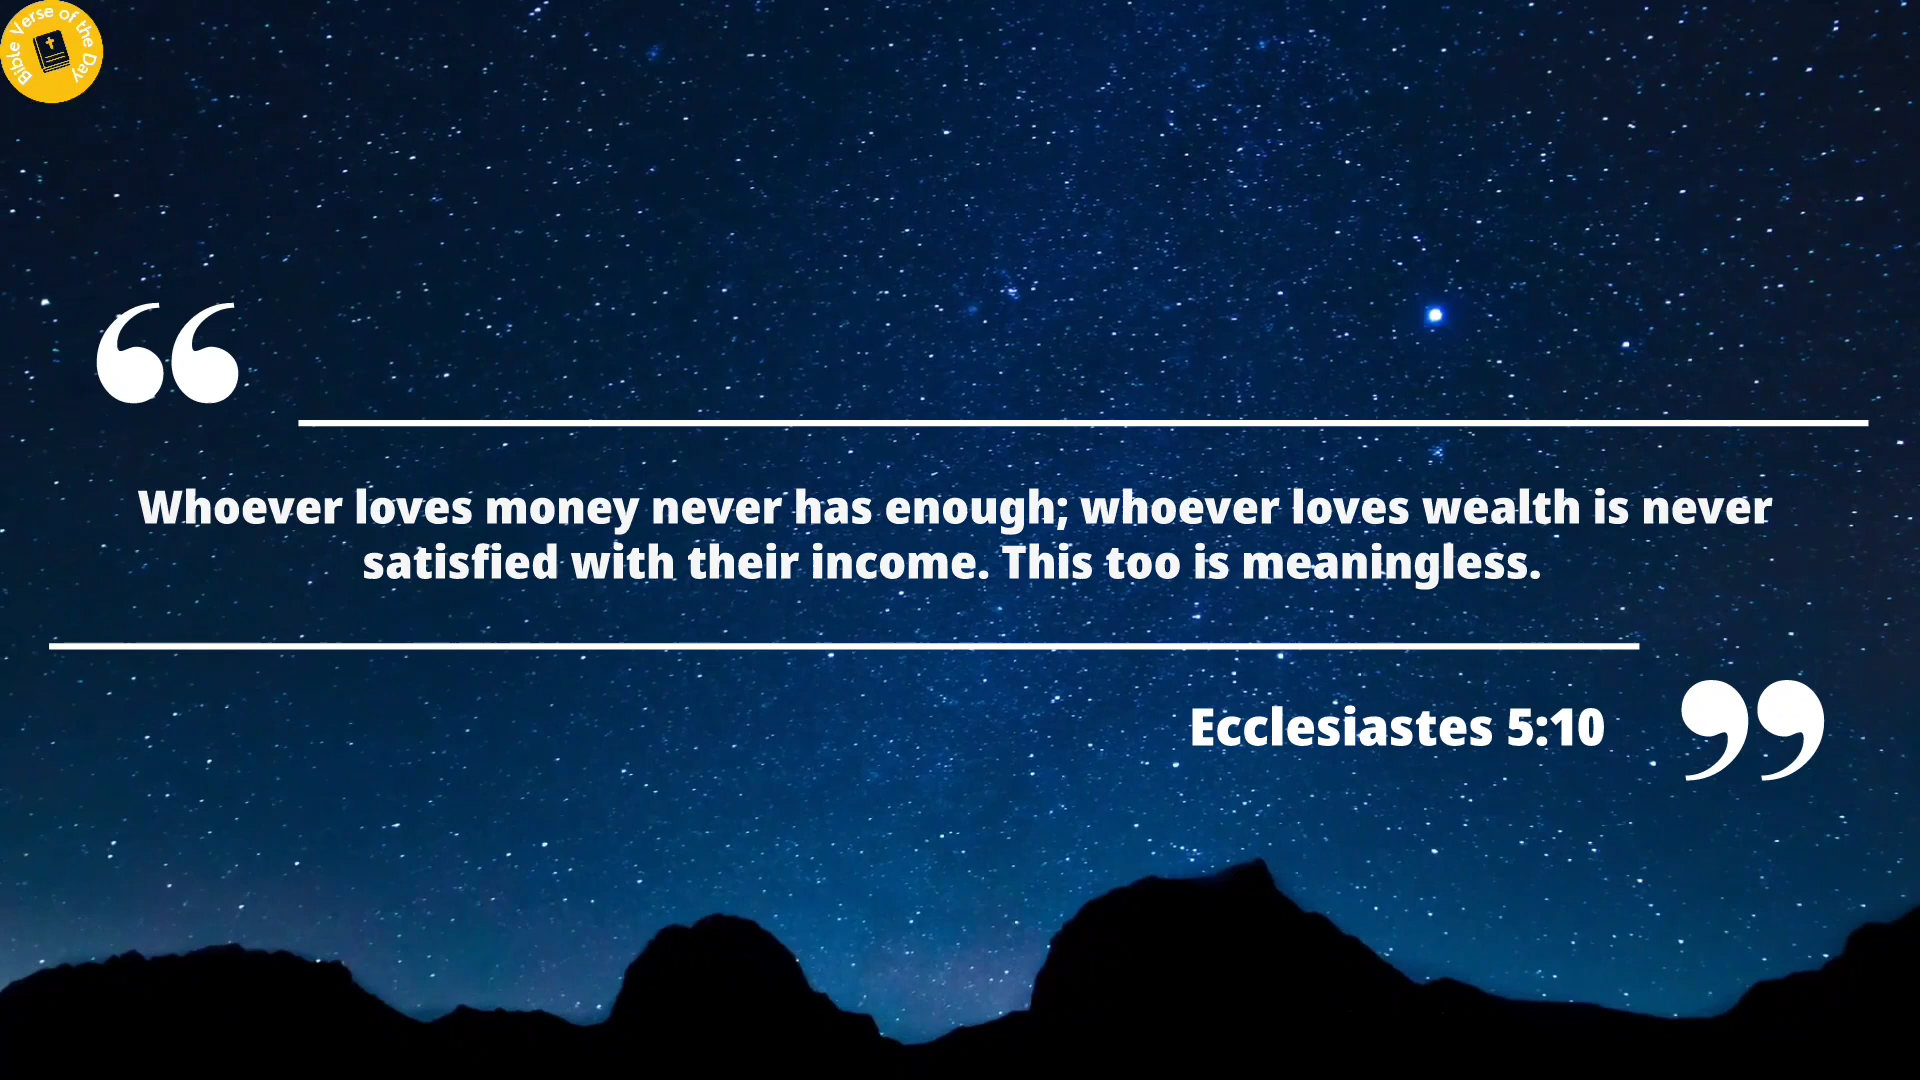 Bible Verse of the Day
“
Whoever loves money never has enough; whoever loves wealth is never
satisfied with their income. This too is meaningless.
Ecclesiastes 5:10
”